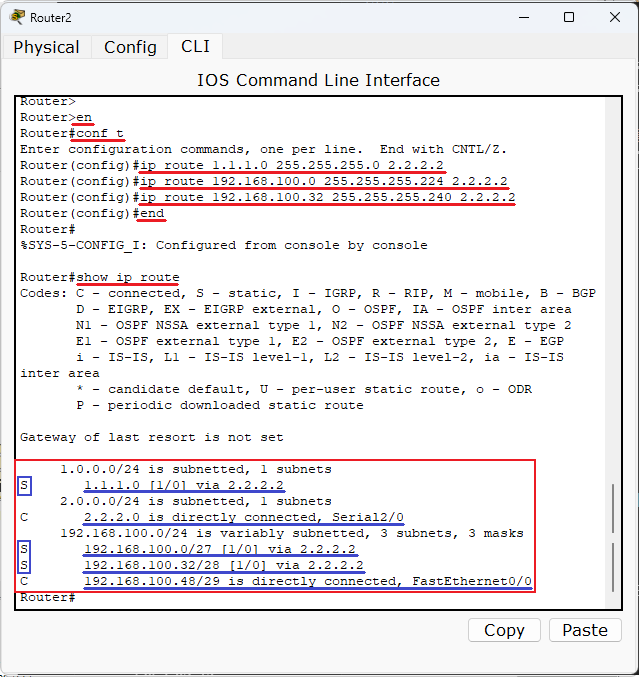 Router2
Physical Config CLI
IOS Command Line Interface
Router>
Router>en
Router#conf t
Enter configuration commands, one per line.  End with CNTL/Z.
Router(config)#ip route 1.1.1.0 255.255.255.0 2.2.2.2
Router(config)#ip route 192.168.100.0 255.255.255.224 2.2.2.2
Router(config)#ip route 192.168.100.32 255.255.255.240 2.2.2.2
Router(config)#end
Router#
%SYS-5-CONFIG_I: Configured from console by console
Router#show ip route
Codes: C - connected, S - static, I - IGRP, R - RIP, M - mobile, B - BGP
D - EIGRP, EX - EIGRP external, O - OSPF, IA - OSPF inter area
N1 - OSPF NSSA external type 1, N2 - OSPF NSSA external type 2
E1 - OSPF external type 1, E2 - OSPF external type 2, E - EGP
i - IS-IS, L1 - IS-IS level-1, L2 - IS-IS level-2, ia - IS-IS
inter area
* - candidate default, U - per-user static route, o - ODR
P - periodic downloaded static route
Gateway of last resort is not set
1.0.0.0/24 is subnetted, 1 subnets
S 1.1.1.0 [1/0] via 2.2.2.2
2.0.0.0/24 is subnetted, 1 subnets
C 2.2.2.0 is directly connected, Serial2/0
192.168.100.0/24 is variably subnetted, 3 subnets, 3 masks
S 192.168.100.0/27 [1/0] via 2.2.2.2
S 192.168.100.32/28 [1/0] via 2.2.2.2
C 192.168.100.48/29 is directly connected, FastEthernet0/0
Router#
Copy Paste